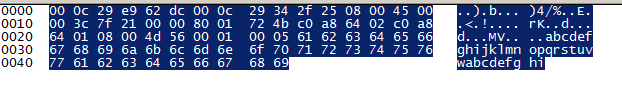 0000 00 0c 29 e9 62 dc 00 0c 29 34 2f 25 08 00 45 00 ..).b... )4/%..E.
0010 00 3c 7f 21 00 00 80 01 72 4b c0 a8 64 02 c0 a8 .<.!.... rK..d...
0020 64 01 08 00 4d 56 00 01 00 05 61 62 63 64 65 66 d...MV.. ..abcdef
0030 67 68 69 6a 6b 6c 6d 6e 6f 70 71 72 73 74 75 76 ghijklmn opqrstuv
0040 77 61 62 63 64 65 66 67 68 69 wabcdefg hi